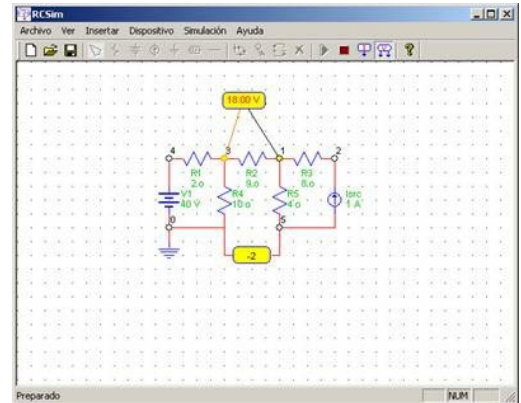 RCSim
Archivo Ver Insertar Dispositivo Simulación Ayuda
18.00 V
4 3 1 2
R1 R2 R3
2.o 9.o 8.o
V1 R4 R5 Isrc
40 V 10.o 4 o 1 A
0 5
-2
Preparado NUM